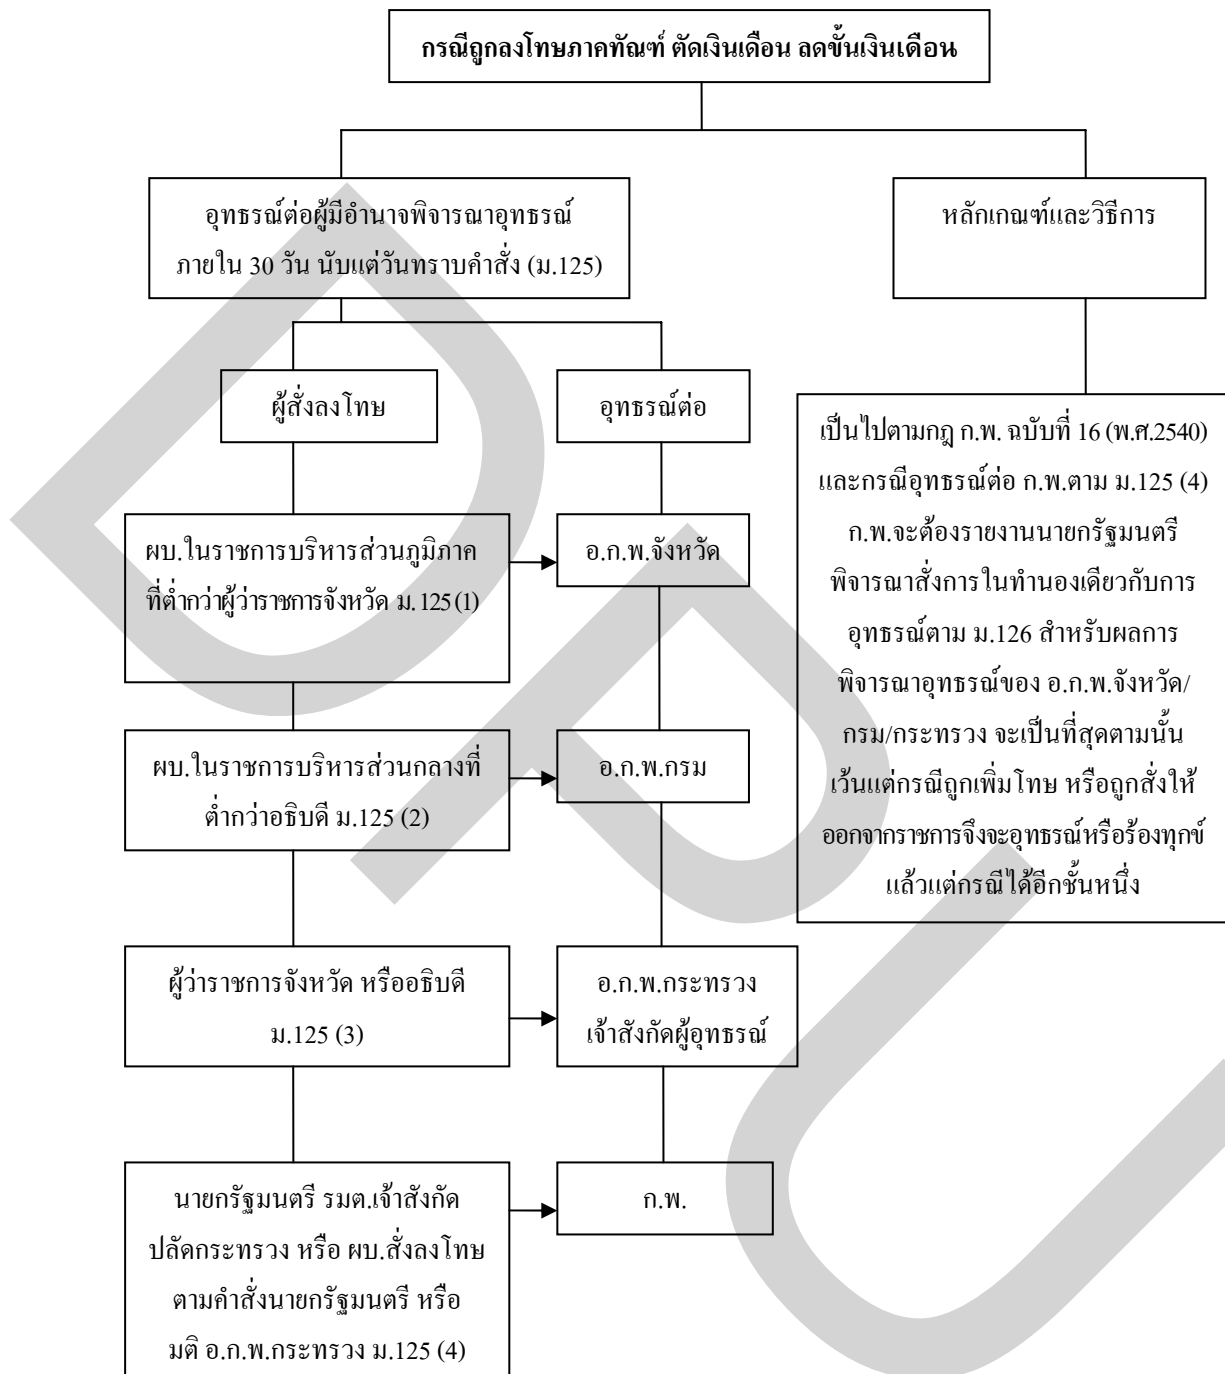 กรณีถูกลงโทษภาคทัณฑ์ ตัดเงินเดือน ลดขั้นเงินเดือน
อุทธรณ์ต่อผู้มีอำนาจพิจารณาอุทธรณ์
ภายใน 30 วัน นับแต่วันทราบคำสั่ง (ม.125)
หลักเกณฑ์และวิธีการ
ผู้สั่งลงโทษ
อุทธรณ์ต่อ
ผบ.ในราชการบริหารส่วนภูมิภาค
ที่ต่ำกว่าผู้ว่าราชการจังหวัด ม.125 (1)
อ.ก.พ.จังหวัด
ผบ.ในราชการบริหารส่วนกลางที่
ต่ำกว่าอธิบดี ม.125 (2)
อ.ก.พ.กรม
ผู้ว่าราชการจังหวัด หรืออธิบดี
ม.125 (3)
อ.ก.พ.กระทรวง
เจ้าสังกัดผู้อุทธรณ์
นายกรัฐมนตรี รมต.เจ้าสังกัด
ปลัดกระทรวง หรือ ผบ.สั่งลงโทษ
ตามคำสั่งนายกรัฐมนตรี หรือ
มติ อ.ก.พ.กระทรวง ม.125 (4)
ก.พ.
เป็นไปตามกฎ ก.พ. ฉบับที่ 16 (พ.ศ.2540)
และกรณีอุทธรณ์ต่อ ก.พ.ตาม ม.125 (4)
ก.พ.จะต้องรายงานนายกรัฐมนตรี
พิจารณาสั่งการในทำนองเดียวกับการ
อุทธรณ์ตาม ม.126 สำหรับผลการ
พิจารณาอุทธรณ์ของ อ.ก.พ.จังหวัด/
กรม/กระทรวง จะเป็นที่สุดตามนั้น
เว้นแต่กรณีถูกเพิ่มโทษ หรือถูกสั่งให้
ออกจากราชการจึงจะอุทธรณ์หรือร้องทุกข์
แล้วแต่กรณีได้อีกชั้นหนึ่ง
DPU